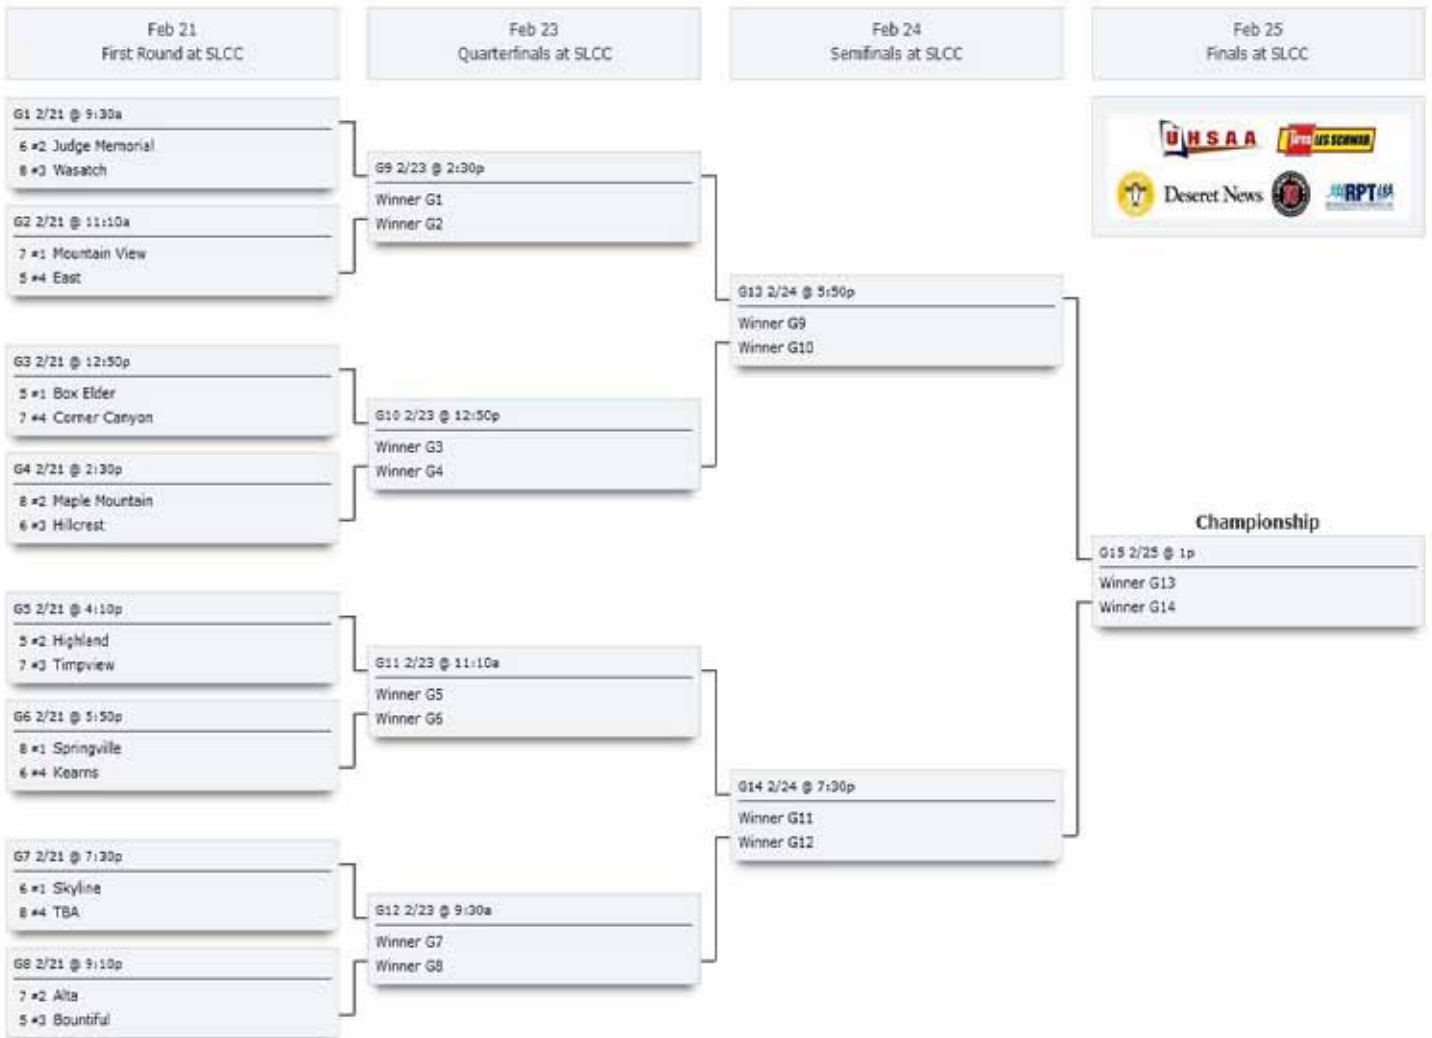 Feb 21
First Round at SLCC
Feb 23
Quarterfinals at SLCC
Feb 24
Semifinals at SLCC
Feb 25
Finals at SLCC
G1 2/21 @ 9:30a
6 #2 Judge Memorial
8 #3 Wasatch
G2 2/21 @ 11:10a
7 #1 Mountain View
5 #4 East
G3 2/21 @ 12:50p
5 #1 Box Elder
7 #4 Corner Canyon
G4 2/21 @ 2:30p
8 #2 Maple Mountain
6 #3 Hillcrest
G5 2/21 @ 4:10p
5 #2 Highland
7 #3 Timpview
G6 2/21 @ 5:50p
8 #1 Springville
6 #4 Kearns
G7 2/21 @ 7:30p
6 #1 Skyline
8 #4 TBA
G8 2/21 @ 9:10p
7 #2 Alta
5 #3 Bountiful
G9 2/23 @ 2:30p
Winner G1
Winner G2
G10 2/23 @ 12:50p
Winner G3
Winner G4
G11 2/23 @ 11:10a
Winner G5
Winner G6
G12 2/23 @ 9:30a
Winner G7
Winner G8
G13 2/24 @ 5:50p
Winner G9
Winner G10
G14 2/24 @ 7:30p
Winner G11
Winner G12
UHSAA
LES SCHWAB
Deseret News
RPT
Championship
G15 2/25 @ 1p
Winner G13
Winner G14